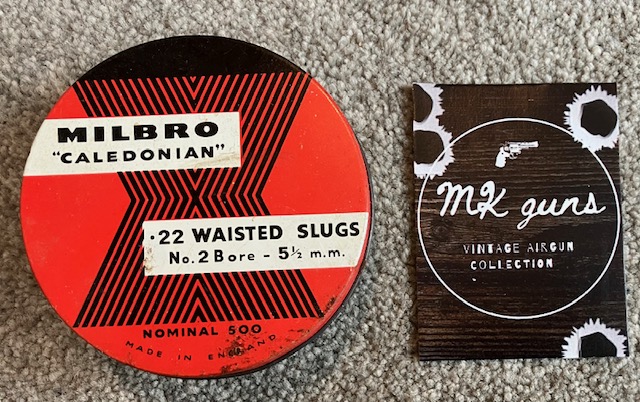 MILBRO
"CALEDONIAN"
.22 WAISTED SLUGS
No. 2 Bore - 5½ m.m.
NOMINAL 500
MADE IN ENGLAND
MK guns
VINTAGE AIRGUN
COLLECTION